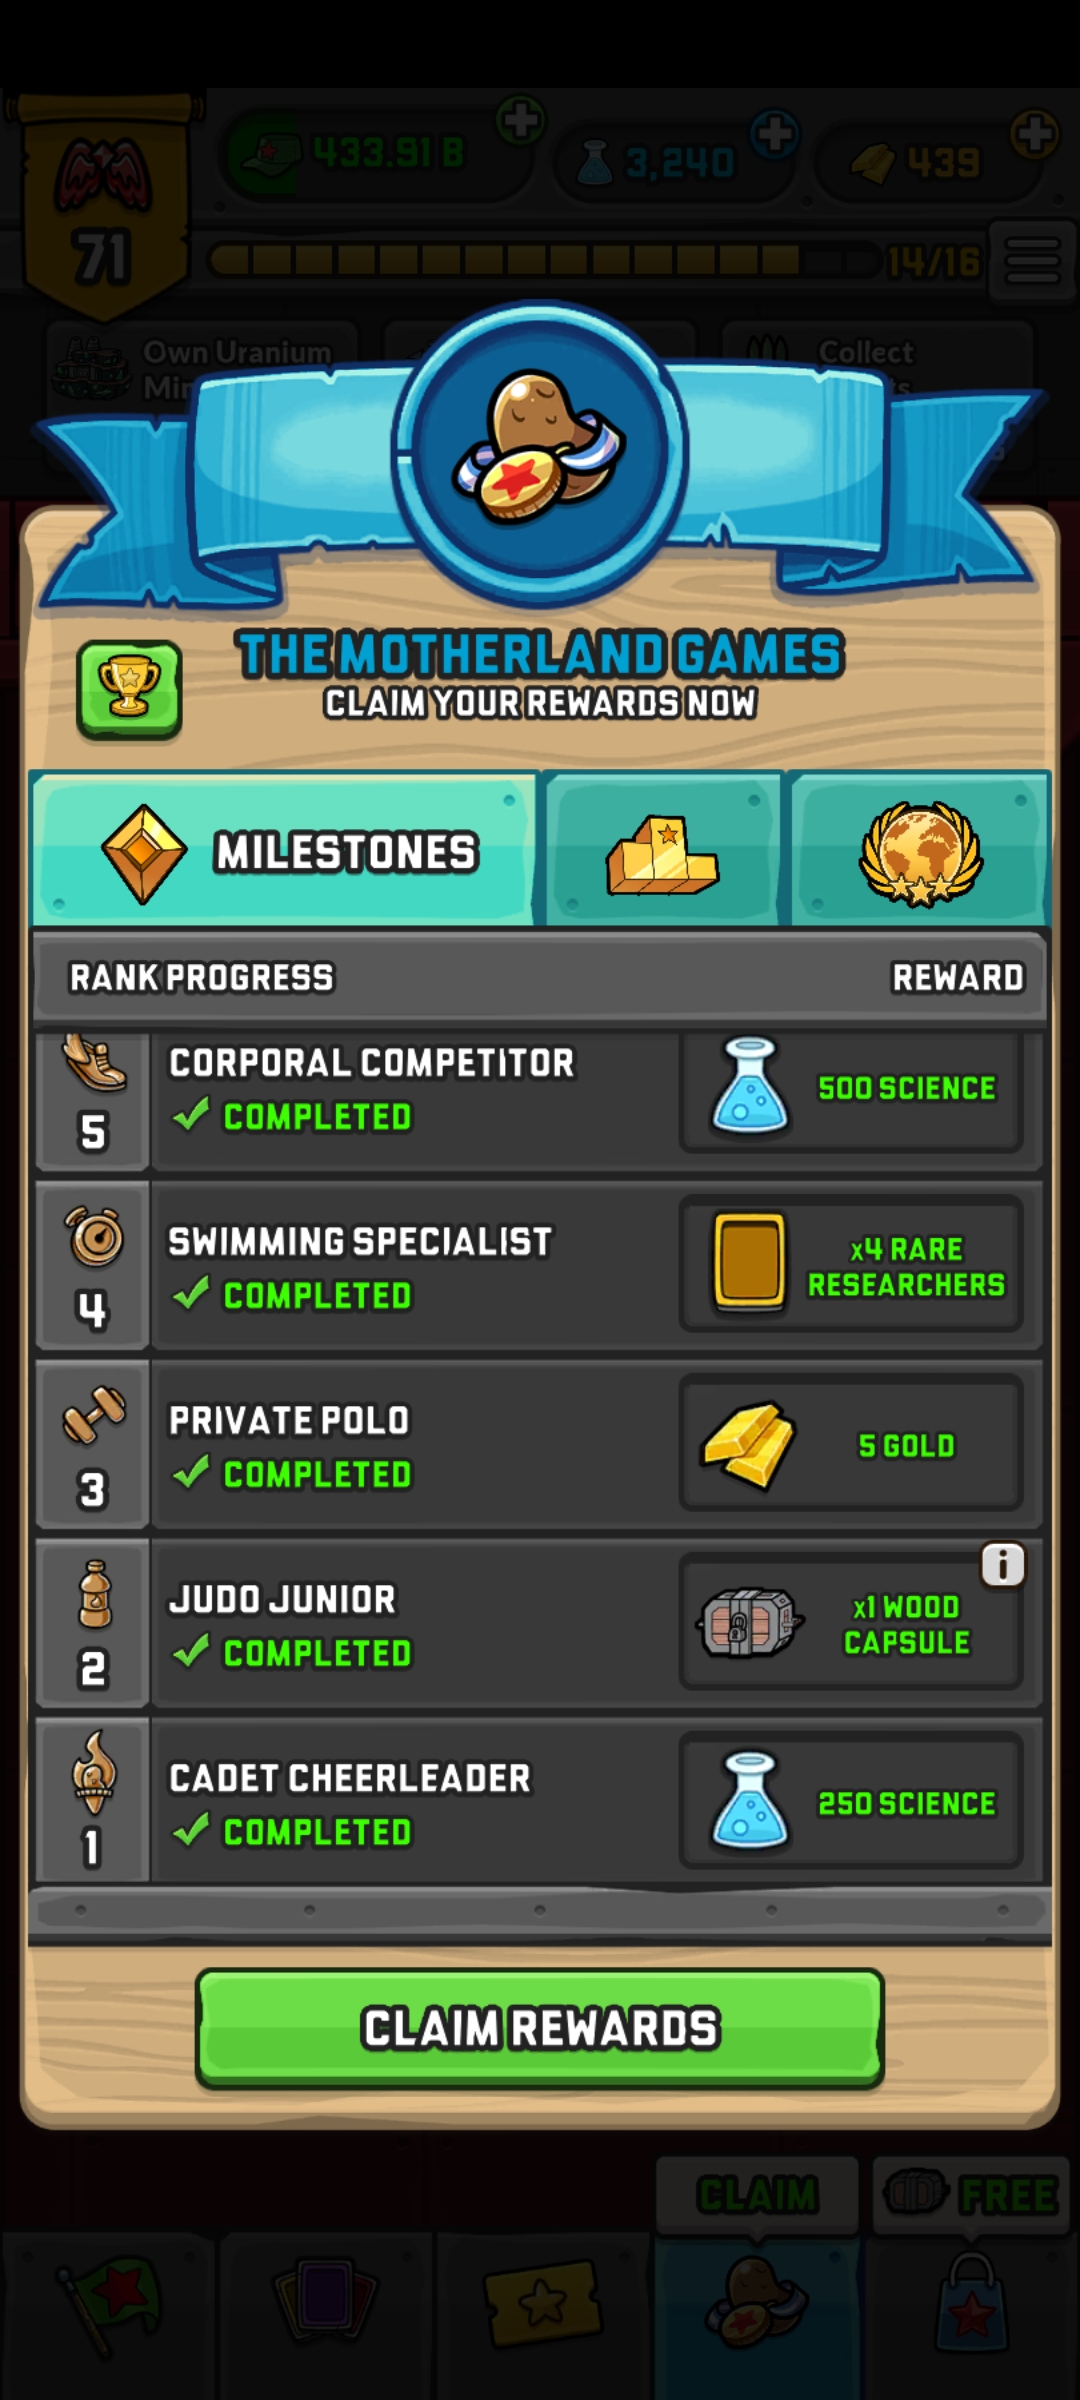 433.91 B
3,240
439
71
14/16
Own Uranium
Min
Collect
THE MOTHERLAND GAMES
CLAIM YOUR REWARDS NOW
MILESTONES
RANK PROGRESS
REWARD
CORPORAL COMPETITOR
COMPLETED
5
500 SCIENCE
SWIMMING SPECIALIST
COMPLETED
4
x4 RARE
RESEARCHERS
PRIVATE POLO
COMPLETED
3
5 GOLD
JUDO JUNIOR
COMPLETED
2
i
x1 WOOD
CAPSULE
CADET CHEERLEADER
COMPLETED
1
250 SCIENCE
CLAIM REWARDS
CLAIM
FREE